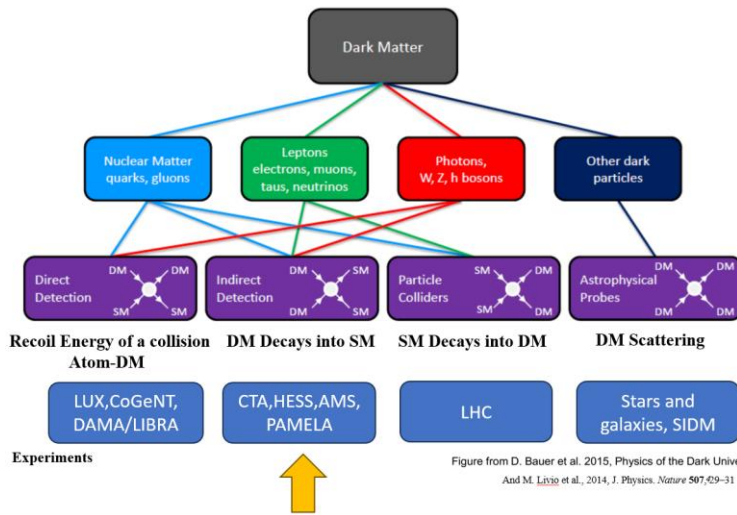 Dark Matter
Nuclear Matter
quarks, gluons
Leptons
electrons, muons,
taus, neutrinos
Photons,
W, Z, h bosons
Other dark
particles
Direct
Detection
DM DM
SM SM
Indirect
Detection
DM SM
DM SM
Particle
Colliders
SM DM
SM DM
Astrophysical
Probes
DM DM
DM DM
Recoil Energy of a collision
Atom-DM
DM Decays into SM
SM Decays into DM
DM Scattering
LUX,CoGeNT,
DAMA/LIBRA
CTA,HESS,AMS,
PAMELA
LHC
Stars and
galaxies, SIDM
Experiments
Figure from D. Bauer et al. 2015, Physics of the Dark Unive
And M. Livio et al., 2014, J. Physics. Nature 507, 29–31